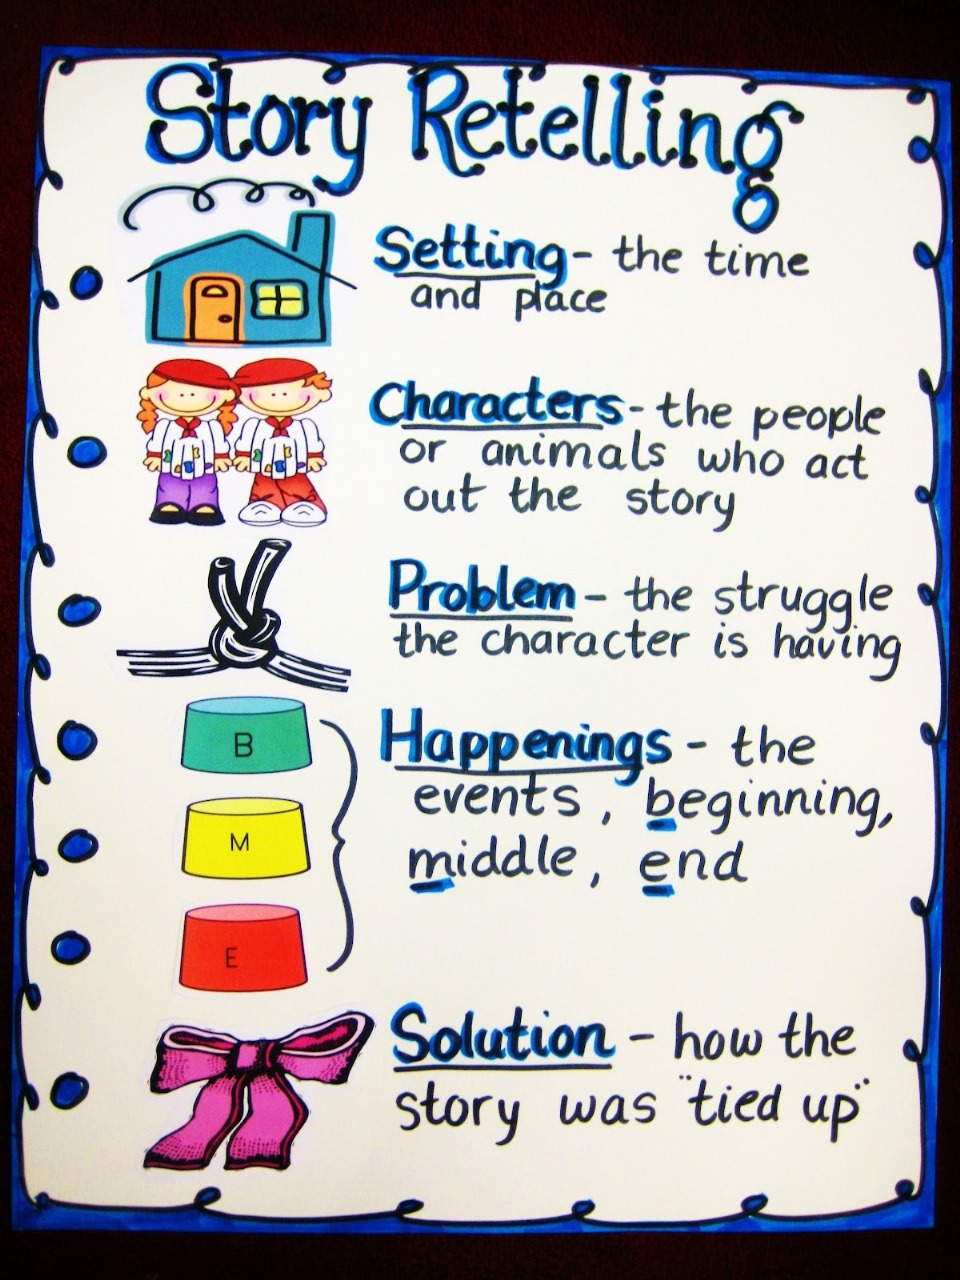 Story Retelling
Setting - the time
and place
Characters - the people
or animals who act
out the story
Problem - the struggle
the character is having
B
Happenings - the
events, beginning,
M
middle, end
E
Solution - how the
story was "tied up"